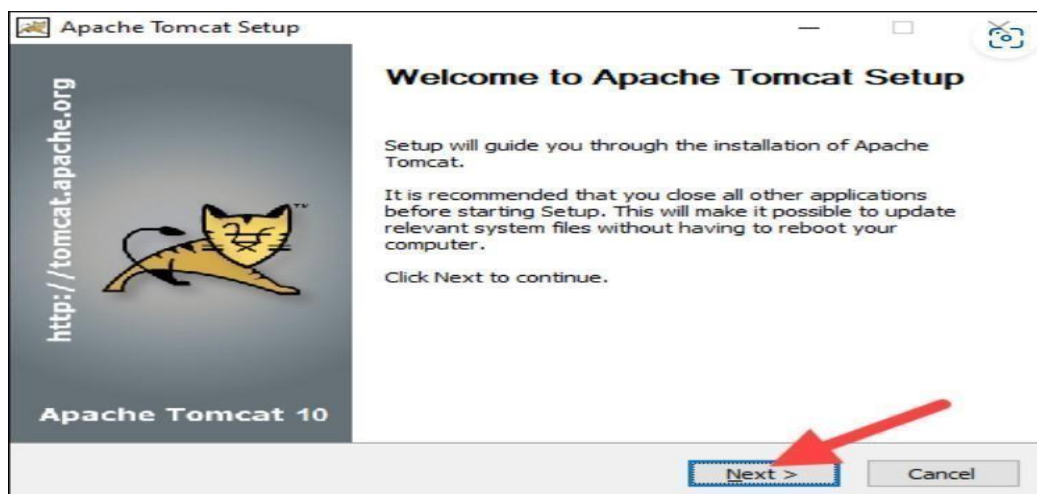 Apache Tomcat Setup
http://tomcat.apache.org
Apache Tomcat 10
Welcome to Apache Tomcat Setup
Setup will guide you through the installation of Apache
Tomcat.
It is recommended that you close all other applications
before starting Setup. This will make it possible to update
relevant system files without having to reboot your
computer.
Click Next to continue.
TM
Next >
Cancel